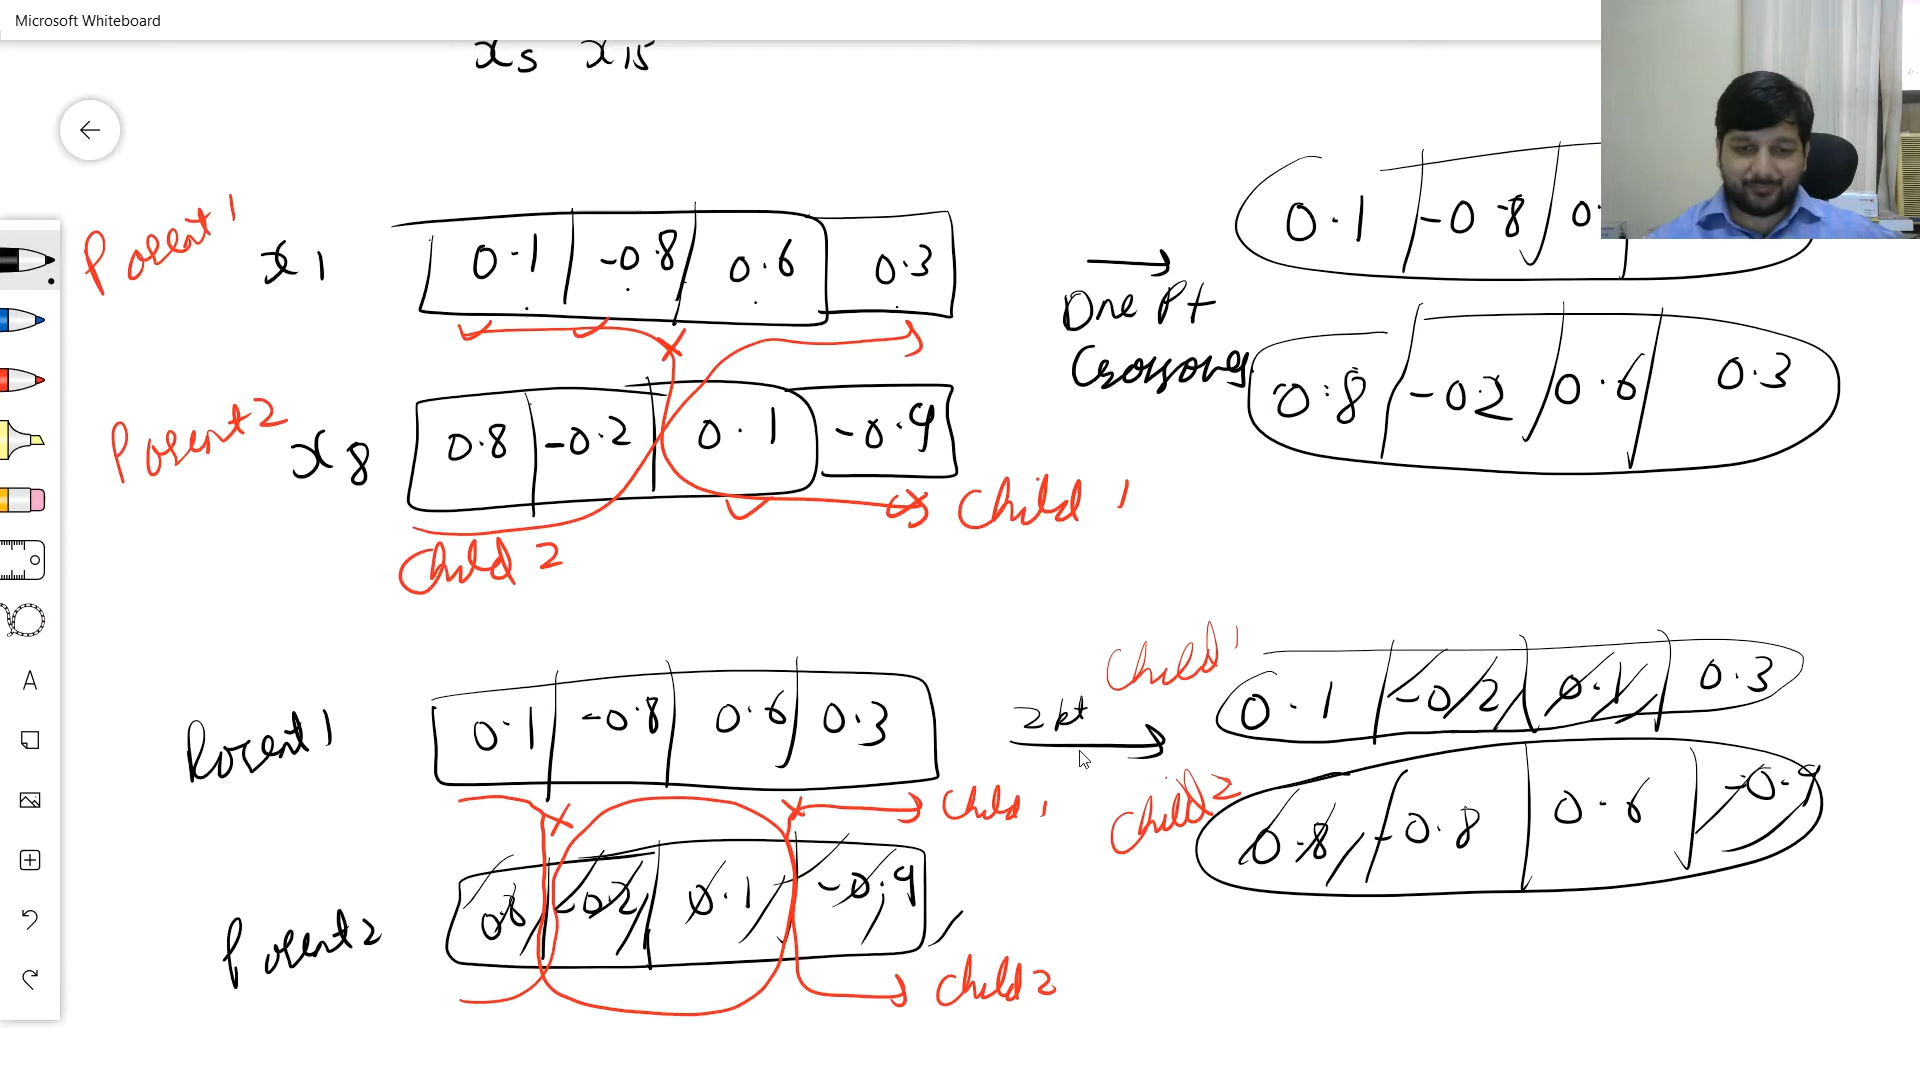 Microsoft Whiteboard
x5 x15
Parent 1
x1 0.1 -0.8 0.6 0.3
One Pt Crossover
0.1 -0.8 0.
Parent 2
x8 0.8 -0.2 0.1 -0.9
0.8 -0.2 0.6 0.3
Child 1
Child 2
Parent 1 0.1 -0.8 0.6 0.3
2 pt
Child 1 0.1 -0.2 0.1 0.3
Child 1
Child 2 0.8 -0.8 0.6 -0.9
Parent 2 0.8 -0.2 0.1 -0.9
Child 2
A